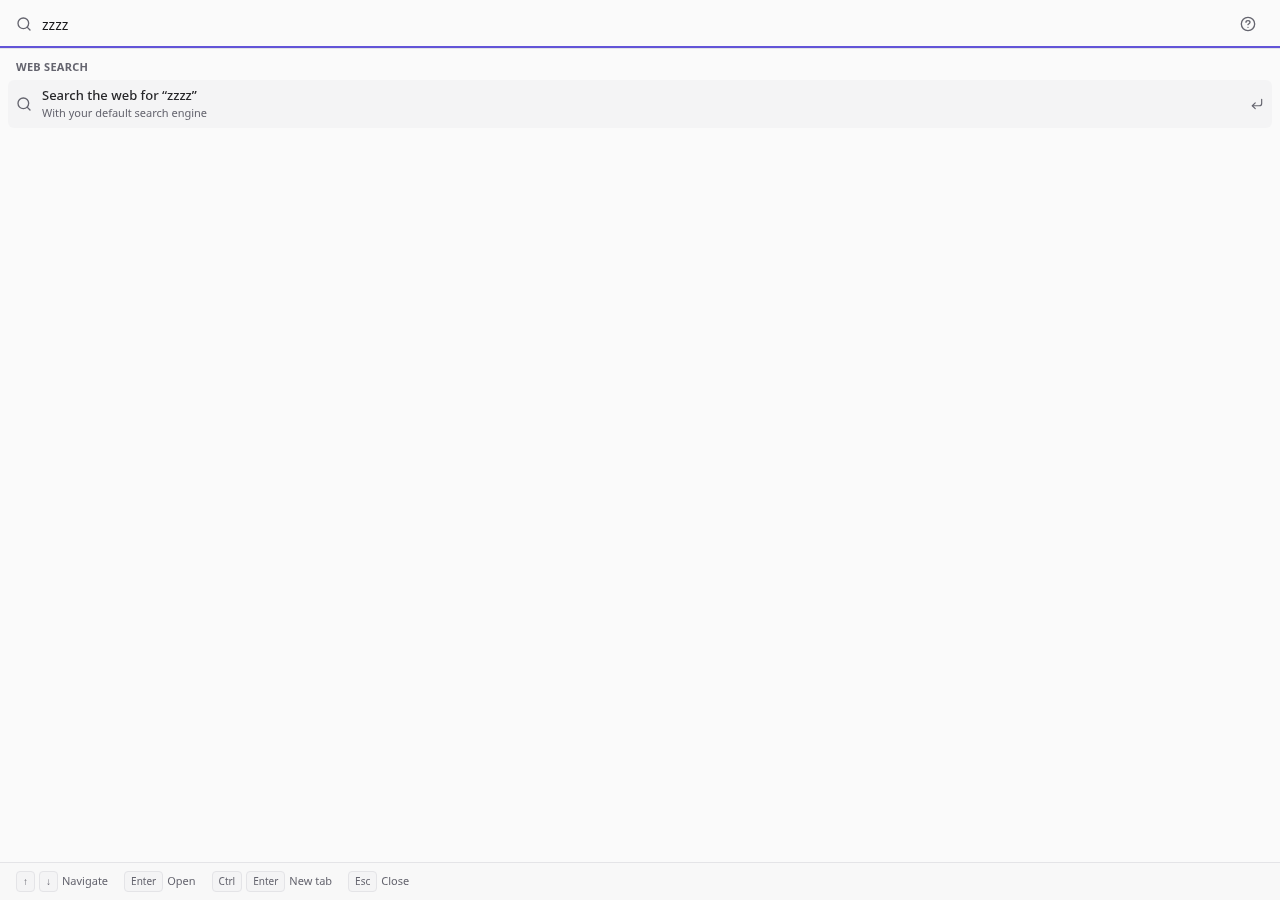 zzzz
WEB SEARCH
Search the web for “zzzz”
With your default search engine
↑ ↓ Navigate Enter Open Ctrl Enter New tab Esc Close